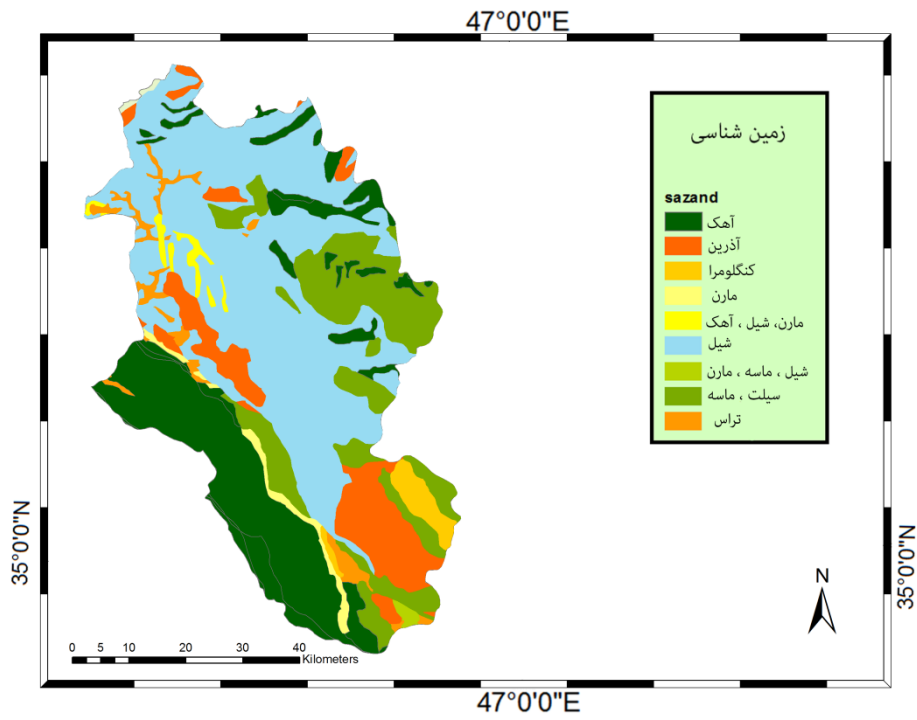 47°0'0"E
زمین شناسی
sazand
آهک
آذرین
کنگلومرا
مارن
مارن، شیل ، آهک
شیل
شیل ، ماسه ، مارن
سیلت ، ماسه
تراس
35°0'0"N
35°0'0"N
N
0 5 10 20 30 40
Kilometers
47°0'0"E